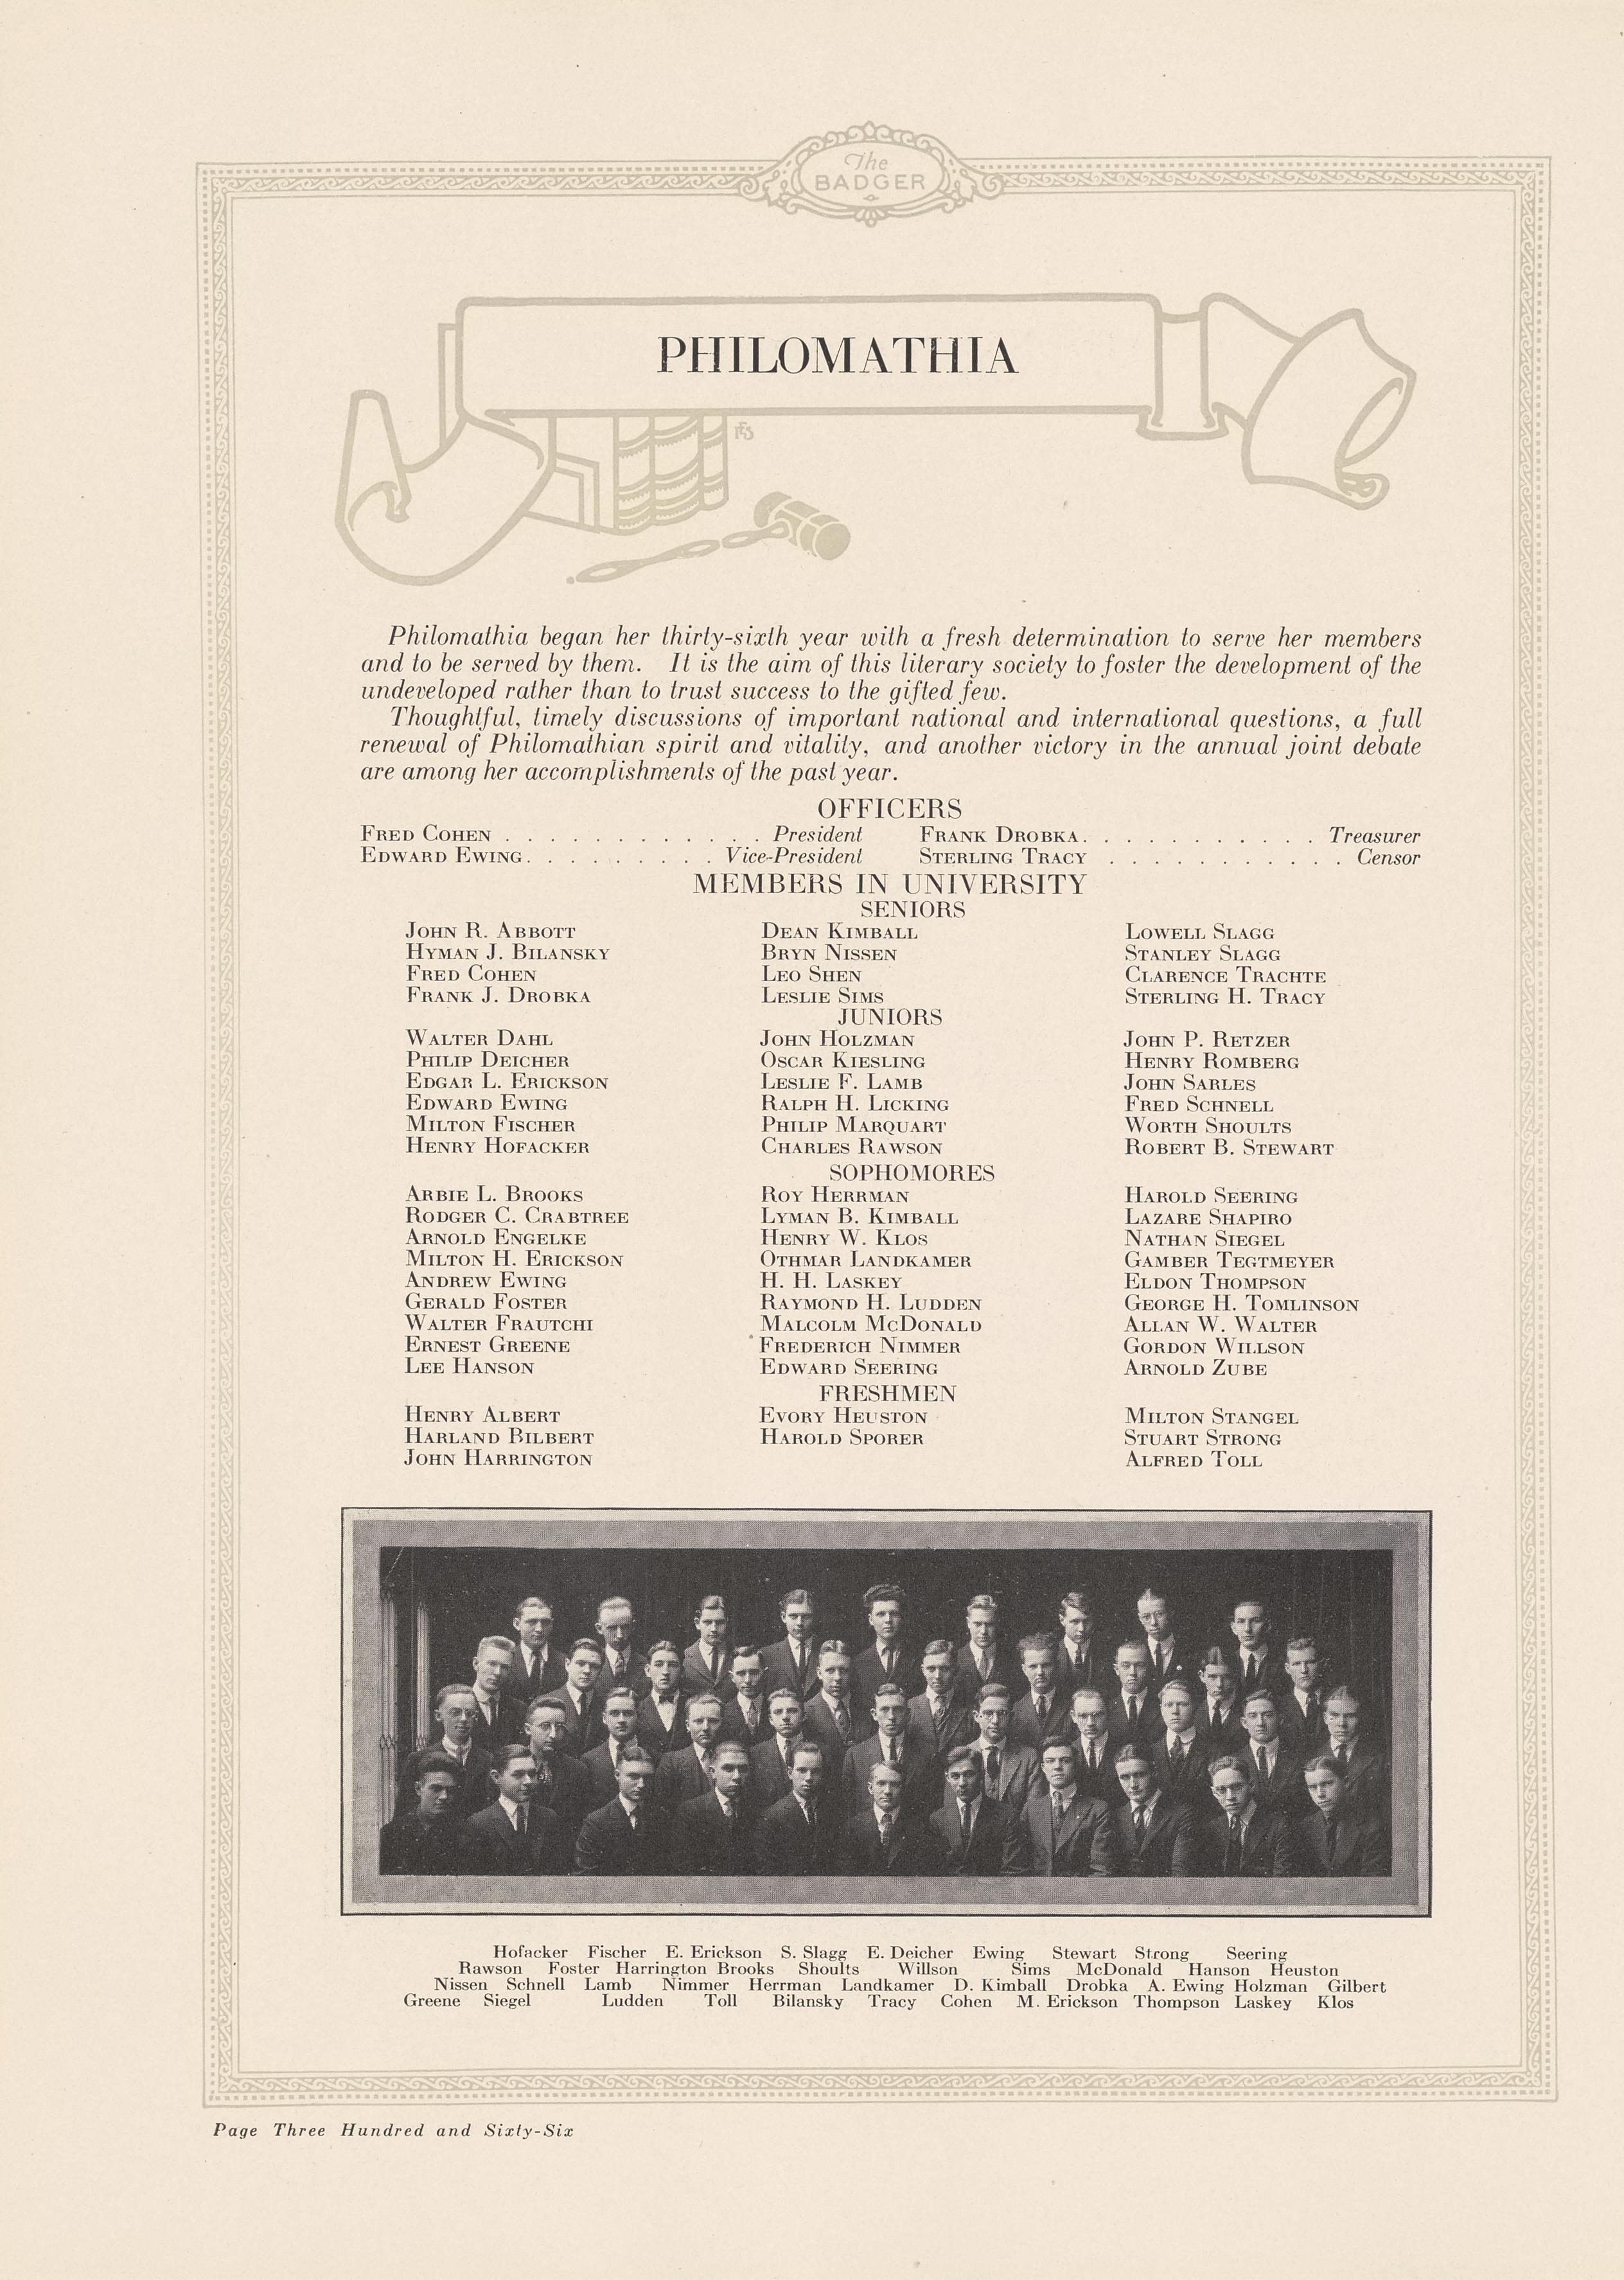 The
BADGER
PHILOMATHIA
Philomathia began her thirty-sixth year with a fresh determination to serve her members
and to be served by them. It is the aim of this literary society to foster the development of the
undeveloped rather than to trust success to the gifted few.
Thoughtful, timely discussions of important national and international questions, a full
renewal of Philomathian spirit and vitality, and another victory in the annual joint debate
are among her accomplishments of the past year.
OFFICERS
FRED COHEN . . . . . . . . . . . . President FRANK DROBKA . . . . . . . . . . . Treasurer
EDWARD EWING . . . . . . . . . Vice-President STERLING TRACY . . . . . . . . . . . Censor
MEMBERS IN UNIVERSITY
SENIORS
JOHN R. ABBOTT DEAN KIMBALL LOWELL SLAGG
HYMAN J. BILANSKY BRYN NISSEN STANLEY SLAGG
FRED COHEN LEO SHEN CLARENCE TRACHTE
FRANK J. DROBKA LESLIE SIMS STERLING H. TRACY
JUNIORS
WALTER DAHL JOHN HOLZMAN JOHN P. RETZER
PHILIP DEICHER OSCAR KIESLING HENRY ROMBERG
EDGAR L. ERICKSON LESLIE F. LAMB JOHN SARLES
EDWARD EWING RALPH H. LICKING FRED SCHNELL
MILTON FISCHER PHILIP MARQUART WORTH SHOULTS
HENRY HOFACKER CHARLES RAWSON ROBERT B. STEWART
SOPHOMORES
ARBIE L. BROOKS ROY HERRMAN HAROLD SEERING
RODGER C. CRABTREE LYMAN B. KIMBALL LAZARE SHAPIRO
ARNOLD ENGELKE HENRY W. KLOS NATHAN SIEGEL
MILTON H. ERICKSON OTHMAR LANDKAMER GAMBER TEGTMEYER
ANDREW EWING H. H. LASKEY ELDON THOMPSON
GERALD FOSTER RAYMOND H. LUDDEN GEORGE H. TOMLINSON
WALTER FRAUTCHI MALCOLM MCDONALD ALLAN W. WALTER
ERNEST GREENE FREDERICH NIMMER GORDON WILLSON
LEE HANSON EDWARD SEERING ARNOLD ZUBE
FRESHMEN
HENRY ALBERT EVORY HEUSTON MILTON STANGEL
HARLAND BILBERT HAROLD SPORER STUART STRONG
JOHN HARRINGTON ALFRED TOLL
Hofacker Fischer E. Erickson S. Slagg E. Deicher Ewing Stewart Strong Seering
Rawson Foster Harrington Brooks Shoults Willson Sims McDonald Hanson Heuston
Nissen Schnell Lamb Nimmer Herrman Landkamer D. Kimball Drobka A. Ewing Holzman Gilbert
Greene Siegel Ludden Toll Bilansky Tracy Cohen M. Erickson Thompson Laskey Klos
Page Three Hundred and Sixty-Six